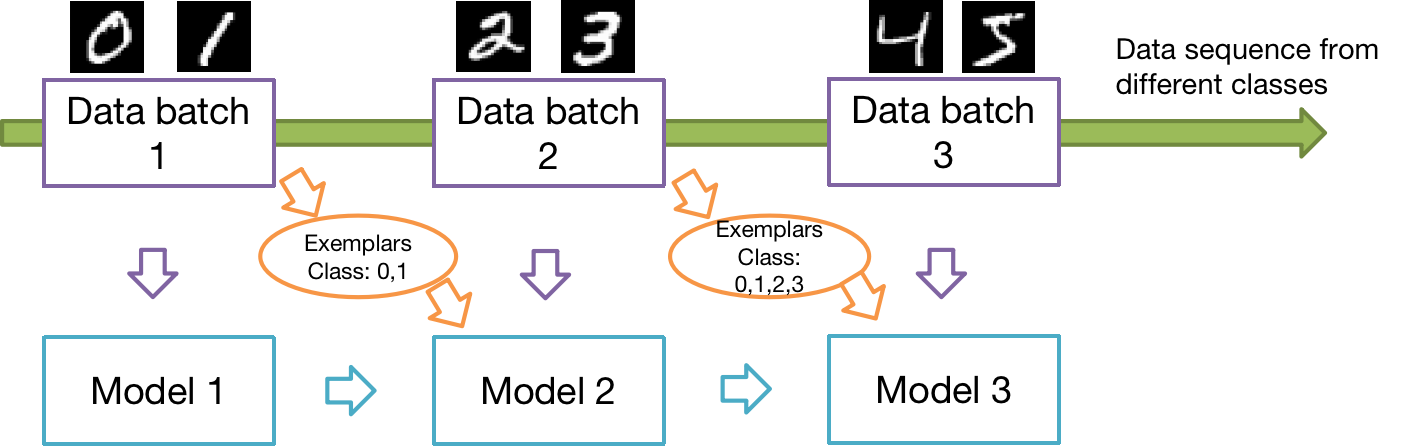 0 1 2 3 4 5
Data sequence from
different classes
Data batch
1
Data batch
2
Data batch
3
Exemplars
Class: 0,1
Exemplars
Class:
0,1,2,3
Model 1
Model 2
Model 3